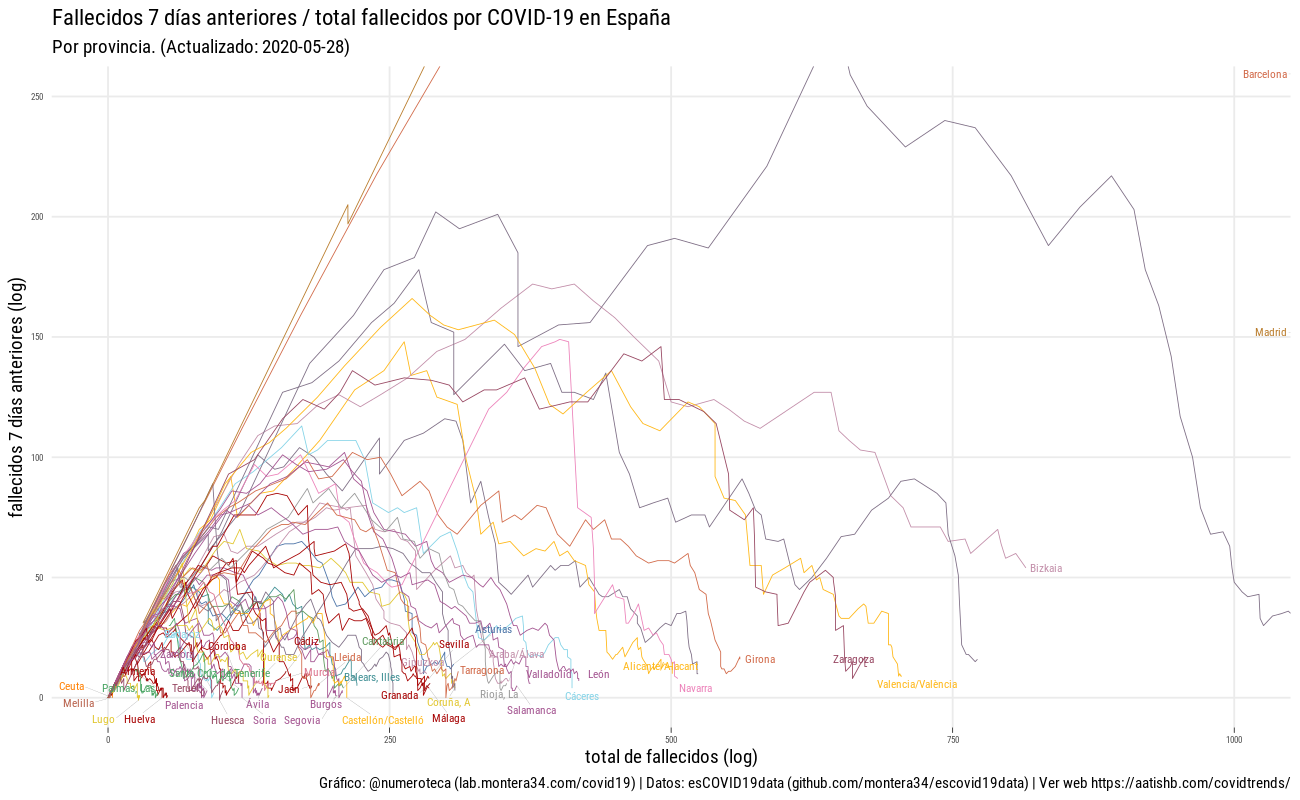 Fallecidos 7 días anteriores / total fallecidos por COVID-19 en España
Por provincia. (Actualizado: 2020-05-28)
fallecidos 7 días anteriores (log)
250
200
150
100
50
0
Barcelona
Madrid
Bizkaia
Asturias
Cádiz
Cantabria
Sevilla
Córdoba
Ourense
Lleida
Gipuzkoa
Araba/Álava
Girona
Zaragoza
Zamora
Almería
Murcia
Tarragona
Alicante/Alacant
Valladolid
León
Balears, Illes
Ceuta
Palmas, Las
Teruel
Jaén
Granada
Rioja, La
Cáceres
Navarra
Valencia/València
Melilla
Palencia
Ávila
Burgos
Coruña, A
Salamanca
Lugo
Huelva
Huesca
Soria
Segovia
Castellón/Castelló
Málaga
0
250
500
750
1000
total de fallecidos (log)
Gráfico: @numeroteca (lab.montera34.com/covid19) | Datos: esCOVID19data (github.com/montera34/escovid19data) | Ver web https://aatishb.com/covidtrends/